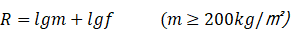 R = lgm + lgf (m ≥ 200kg/m²)